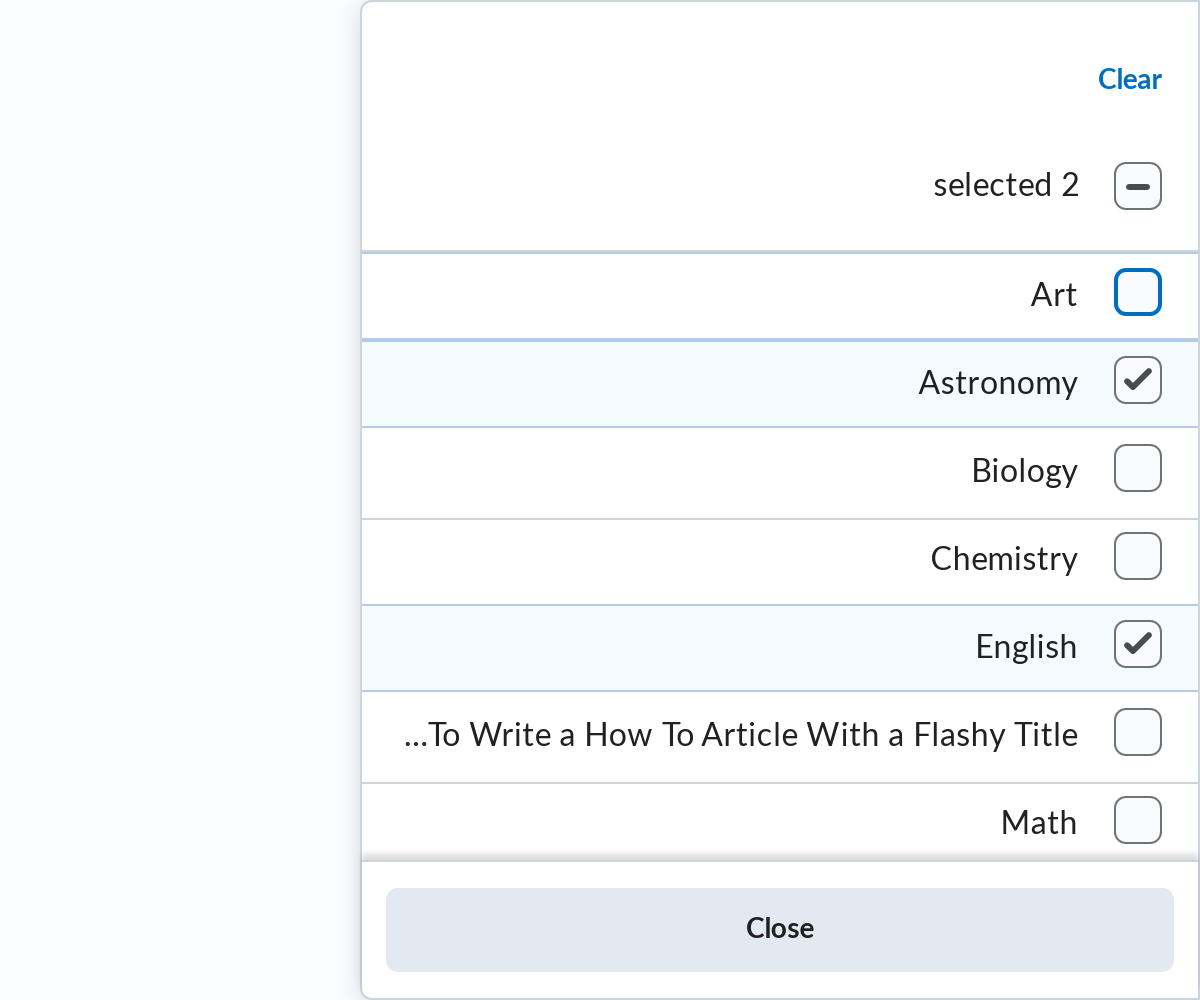 Clear
selected 2
Art
Astronomy
Biology
Chemistry
English
...To Write a How To Article With a Flashy Title
Math
Close